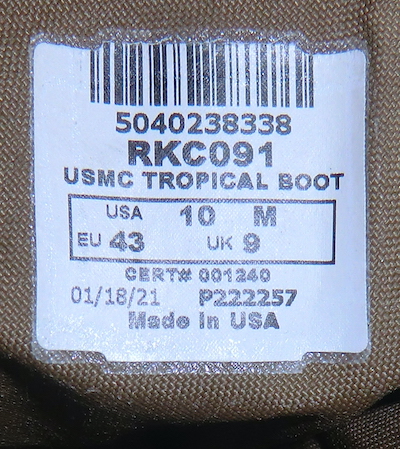 5040238338
RKC091
USMC TROPICAL BOOT
USA 10 M
EU 43 UK 9
CERT# 001240
01/18/21 P222257
Made in USA